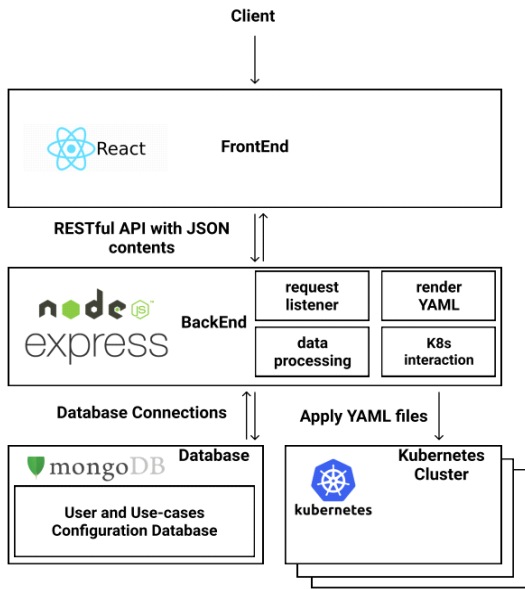 Client
React
FrontEnd
RESTful API with JSON
contents
node JS™
express
BackEnd
request
listener
render
YAML
data
processing
K8s
interaction
Database Connections
Apply YAML files
mongoDB
Database
User and Use-cases
Configuration Database
Kubernetes
Cluster
kubernetes